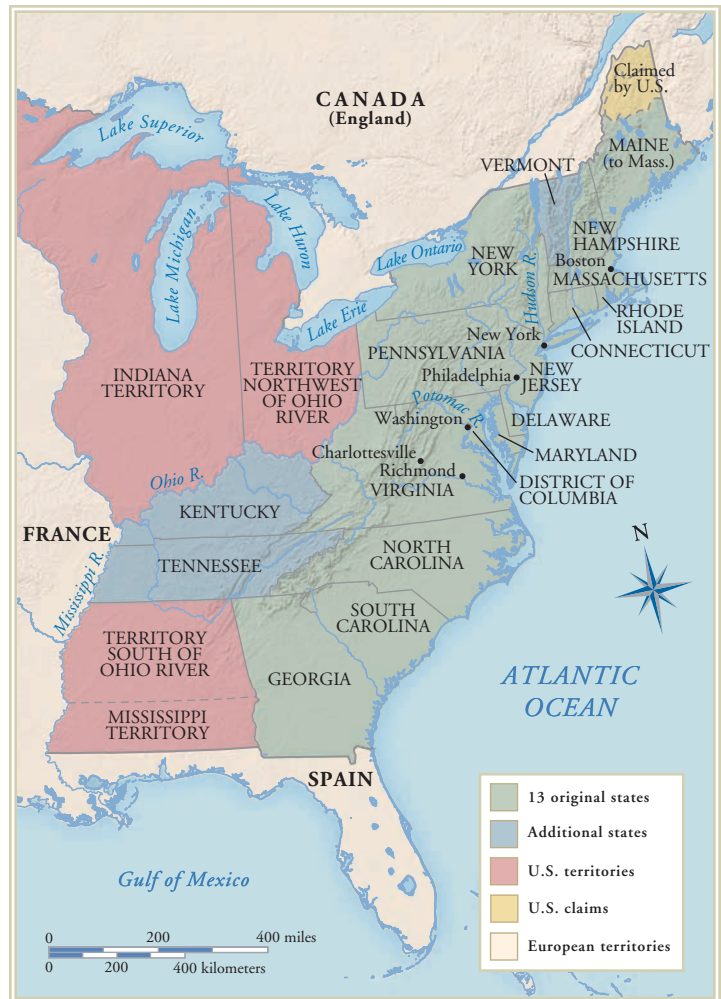 CANADA
(England)
Claimed
by U.S.
MAINE
(to Mass.)
Lake Superior
VERMONT
Lake Huron
Lake Michigan
Lake Ontario
NEW
YORK
Hudson R.
NEW
HAMPSHIRE
Boston
MASSACHUSETTS
RHODE
ISLAND
CONNECTICUT
Lake Erie
New York
PENNSYLVANIA
Philadelphia
NEW
JERSEY
INDIANA
TERRITORY
TERRITORY
NORTHWEST
OF OHIO
RIVER
Potomac R.
Washington
DELAWARE
MARYLAND
DISTRICT OF
COLUMBIA
Charlottesville
Richmond
VIRGINIA
Ohio R.
KENTUCKY
FRANCE
Mississippi R.
TENNESSEE
NORTH
CAROLINA
N
SOUTH
CAROLINA
TERRITORY
SOUTH OF
OHIO RIVER
GEORGIA
MISSISSIPPI
TERRITORY
ATLANTIC
OCEAN
SPAIN
Gulf of Mexico
13 original states
Additional states
U.S. territories
U.S. claims
European territories
0 200 400 miles
0 200 400 kilometers